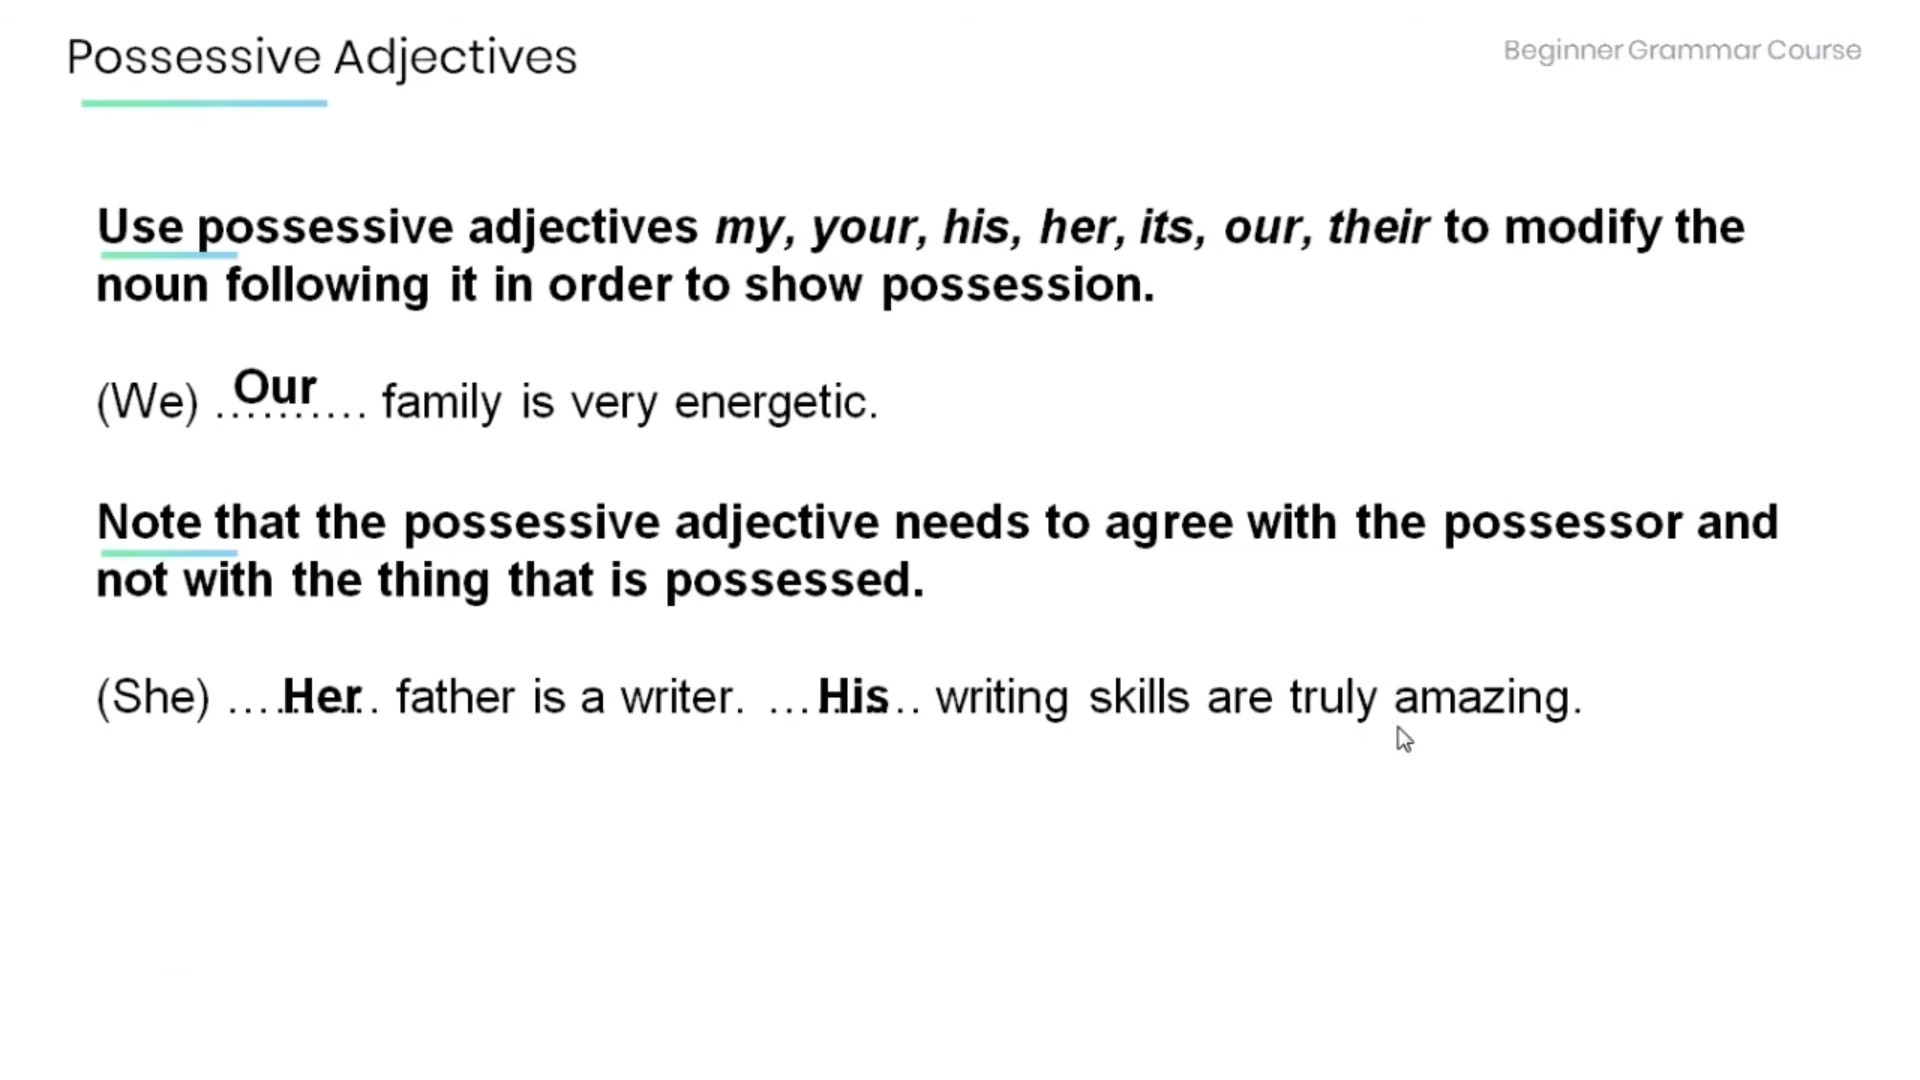 Possessive Adjectives
Beginner Grammar Course
Use possessive adjectives my, your, his, her, its, our, their to modify the
noun following it in order to show possession.
(We) ..Our....... family is very energetic.
Note that the possessive adjective needs to agree with the possessor and
not with the thing that is possessed.
(She) ....Her.. father is a writer. ...His.. writing skills are truly amazing.